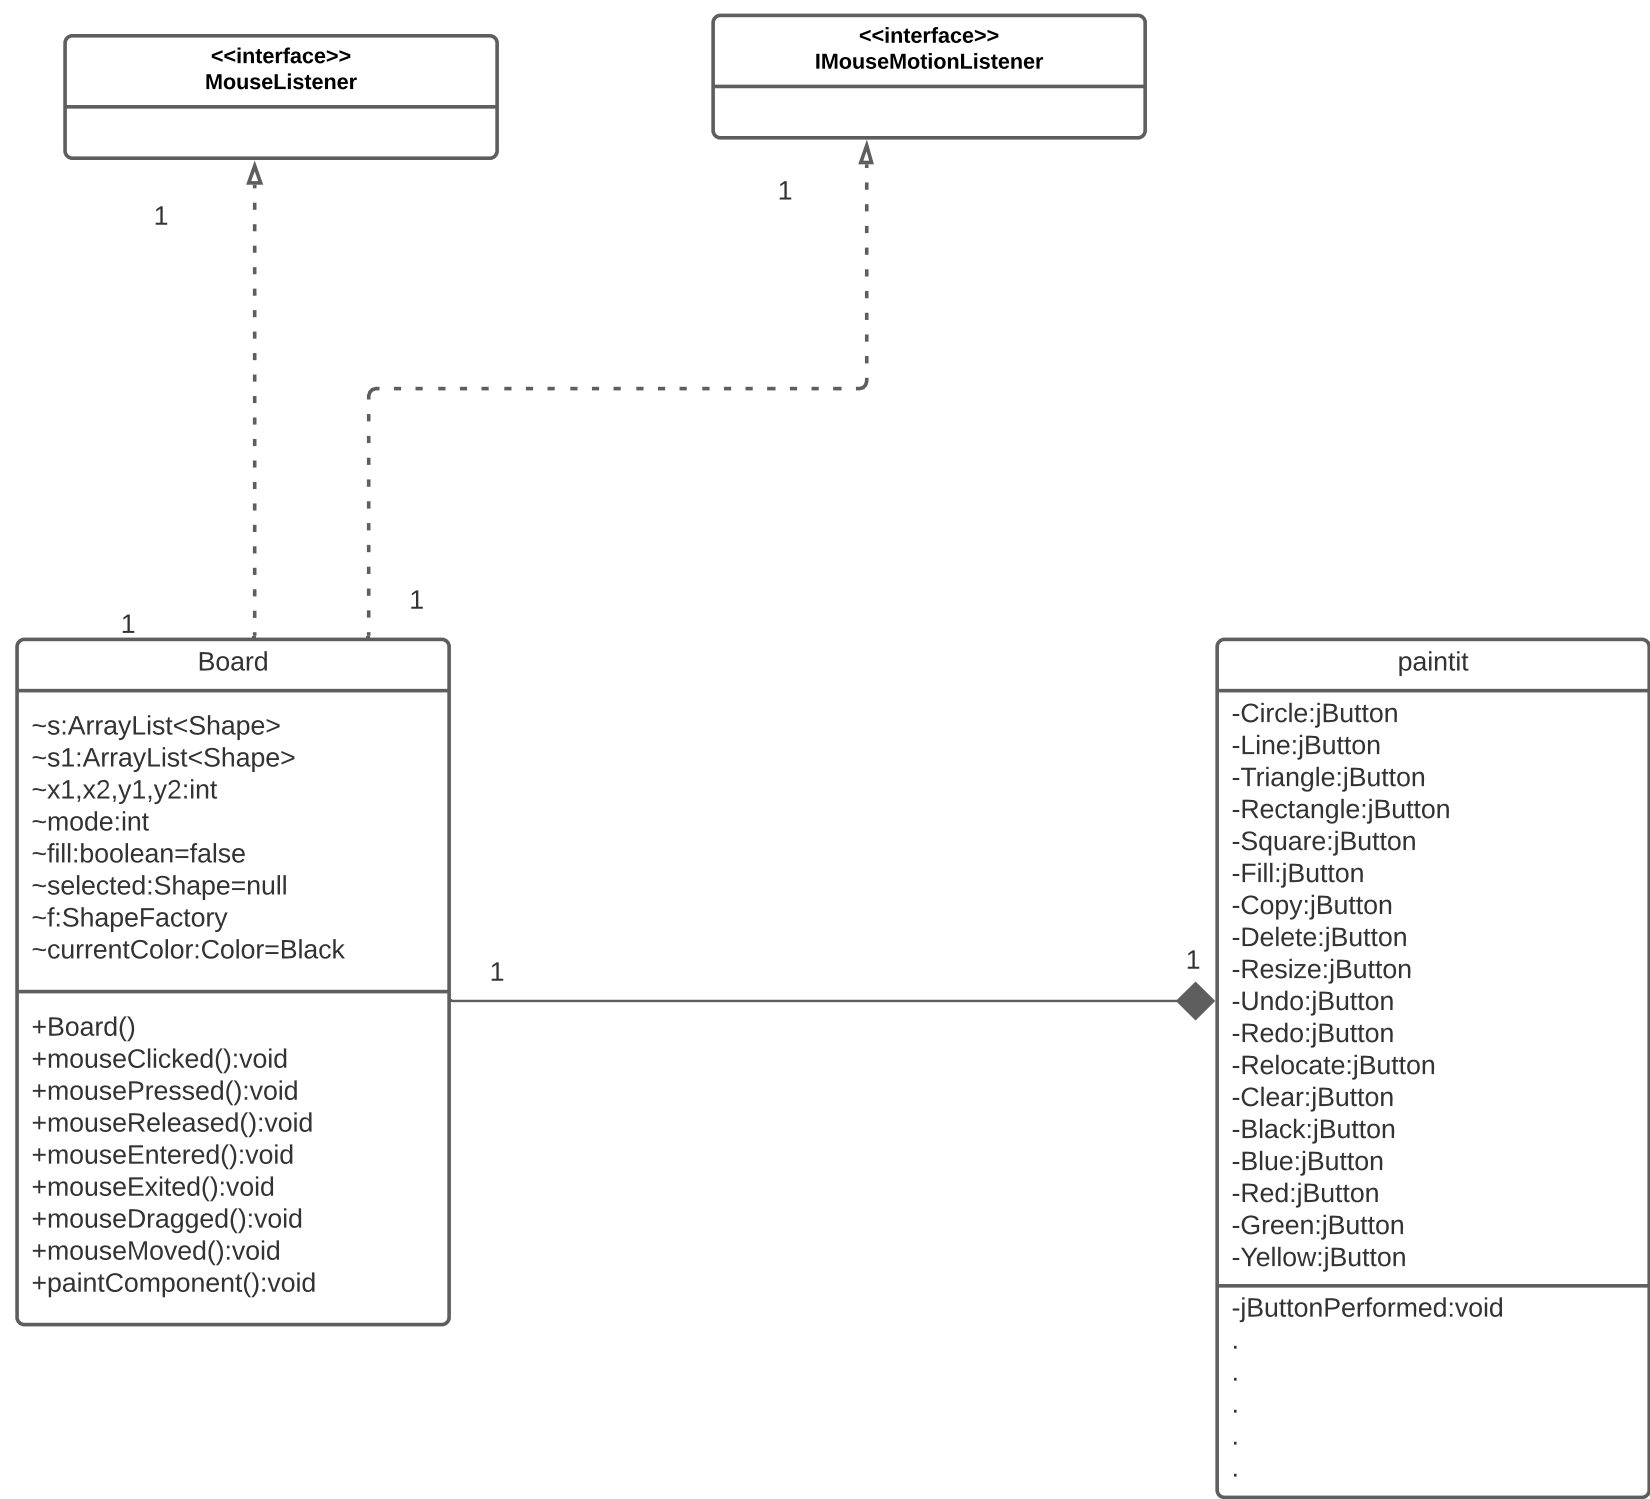 <<interface>>
MouseListener
<<interface>>
IMouseMotionListener
1
1
1
1
Board
~s:ArrayList<Shape>
~s1:ArrayList<Shape>
~x1,x2,y1,y2:int
~mode:int
~fill:boolean=false
~selected:Shape=null
~f:ShapeFactory
~currentColor:Color=Black
+Board()
+mouseClicked():void
+mousePressed():void
+mouseReleased():void
+mouseEntered():void
+mouseExited():void
+mouseDragged():void
+mouseMoved():void
+paintComponent():void
1
1
paintit
-Circle:jButton
-Line:jButton
-Triangle:jButton
-Rectangle:jButton
-Square:jButton
-Fill:jButton
-Copy:jButton
-Delete:jButton
-Resize:jButton
-Undo:jButton
-Redo:jButton
-Relocate:jButton
-Clear:jButton
-Black:jButton
-Blue:jButton
-Red:jButton
-Green:jButton
-Yellow:jButton
-jButtonPerformed:void
.
.
.
.
.